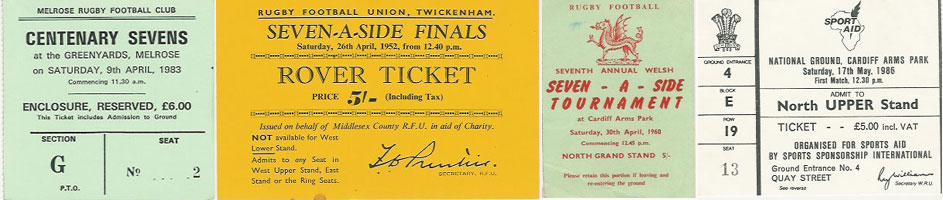 MELROSE RUGBY FOOTBALL CLUB
CENTENARY SEVENS
at the GREENYARDS, MELROSE
on SATURDAY, 9th APRIL, 1983
Commencing 11.30 a.m.
ENCLOSURE, RESERVED, £6.00
This Ticket includes Admission to Ground
SECTION
SEAT
G
No ... 2
P.T.O.
RUGBY FOOTBALL UNION, TWICKENHAM.
SEVEN-A-SIDE FINALS
Saturday, 26th April, 1952, from 12.40 p.m.
ROVER TICKET
PRICE 5/- (Including Tax)
Issued on behalf of Middlesex County R.F.U. in aid of Charity.
NOT available for West
Lower Stand.
Admits to any Seat in
West Upper Stand, East
Stand or the Ring Seats.
SECRETARY, R.F.U.
RUGBY FOOTBALL
SEVENTH ANNUAL WELSH
SEVEN - A - SIDE
TOURNAMENT
at Cardiff Arms Park
Saturday, 30th April, 1960
Commencing 12.45 p.m.
NORTH GRAND STAND 5/-
Please retain this portion if leaving and
re-entering the ground
GROUND ENTRANCE
4
BLOCK
E
ROW
19
SEAT
13
SPORT
AID
NATIONAL GROUND, CARDIFF ARMS PARK
Saturday, 17th May, 1986
First Match, 12.30 p.m.
ADMIT TO
North UPPER Stand
TICKET - - £5.00 incl. VAT
ORGANISED FOR SPORTS AID
BY SPORTS SPONSORSHIP INTERNATIONAL
Ground Entrance No. 4
QUAY STREET
See reverse
Secretary W.R.U.